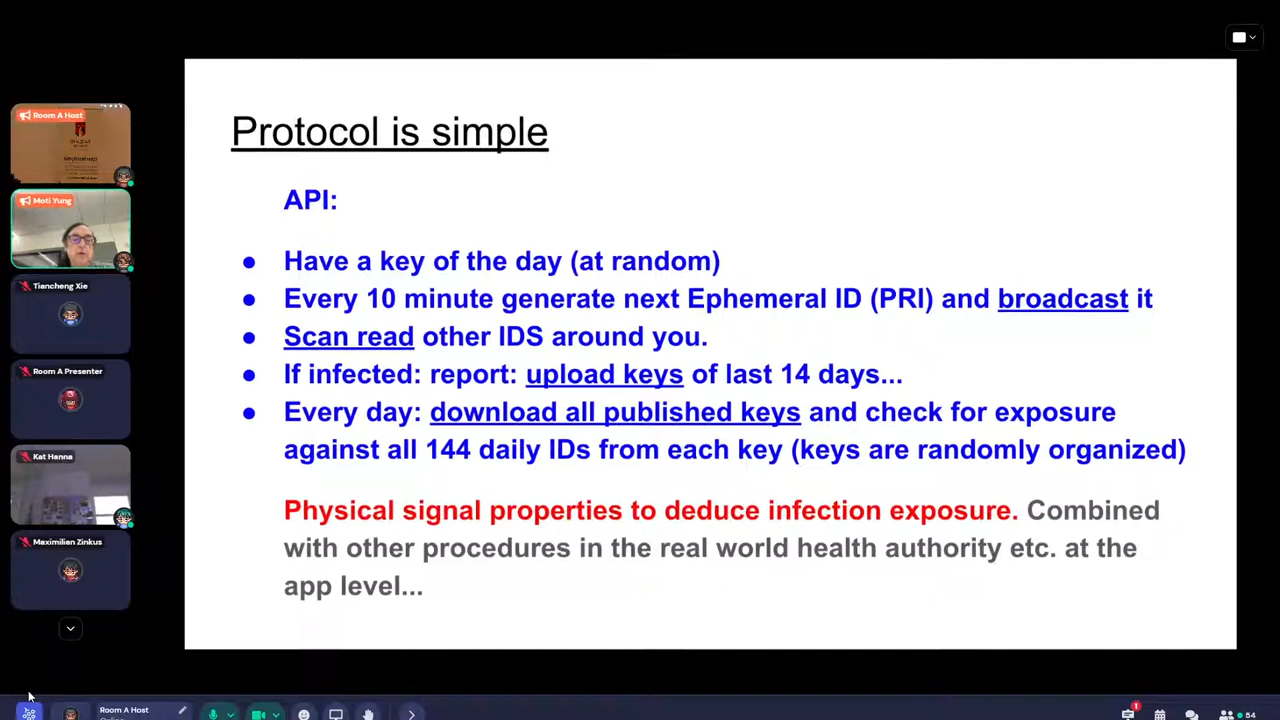 Protocol is simple
API:
● Have a key of the day (at random)
● Every 10 minute generate next Ephemeral ID (PRI) and broadcast it
● Scan read other IDS around you.
● If infected: report: upload keys of last 14 days...
● Every day: download all published keys and check for exposure
against all 144 daily IDs from each key (keys are randomly organized)
Physical signal properties to deduce infection exposure. Combined
with other procedures in the real world health authority etc. at the
app level...
Room A Host
Moti Yung
Tiancheng Xie
Room A Presenter
Kat Hanna
Maximilian Zinkus
Room A Host
1
54